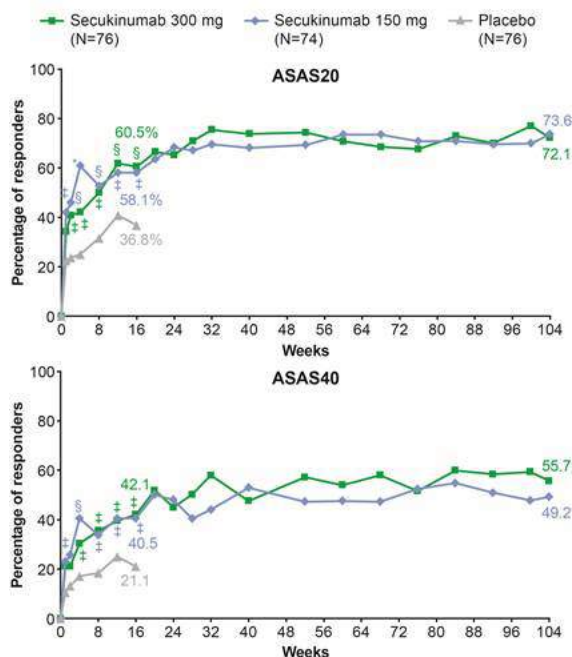 Secukinumab 300 mg Secukinumab 150 mg Placebo
(N=76) (N=74) (N=76)
ASAS20
Percentage of responders
100
80
60
40
20
0
60.5%
§ §
* §
‡ ‡ ‡
§ ‡
‡ ‡
58.1%
36.8%
73.6
72.1
0 8 16 24 32 40 48 56 64 72 80 88 96 104
Weeks
ASAS40
Percentage of responders
100
80
60
40
20
0
42.1
§ ‡ ‡ ‡
‡
‡ ‡ ‡ ‡
40.5
21.1
55.7
49.2
0 8 16 24 32 40 48 56 64 72 80 88 96 104
Weeks